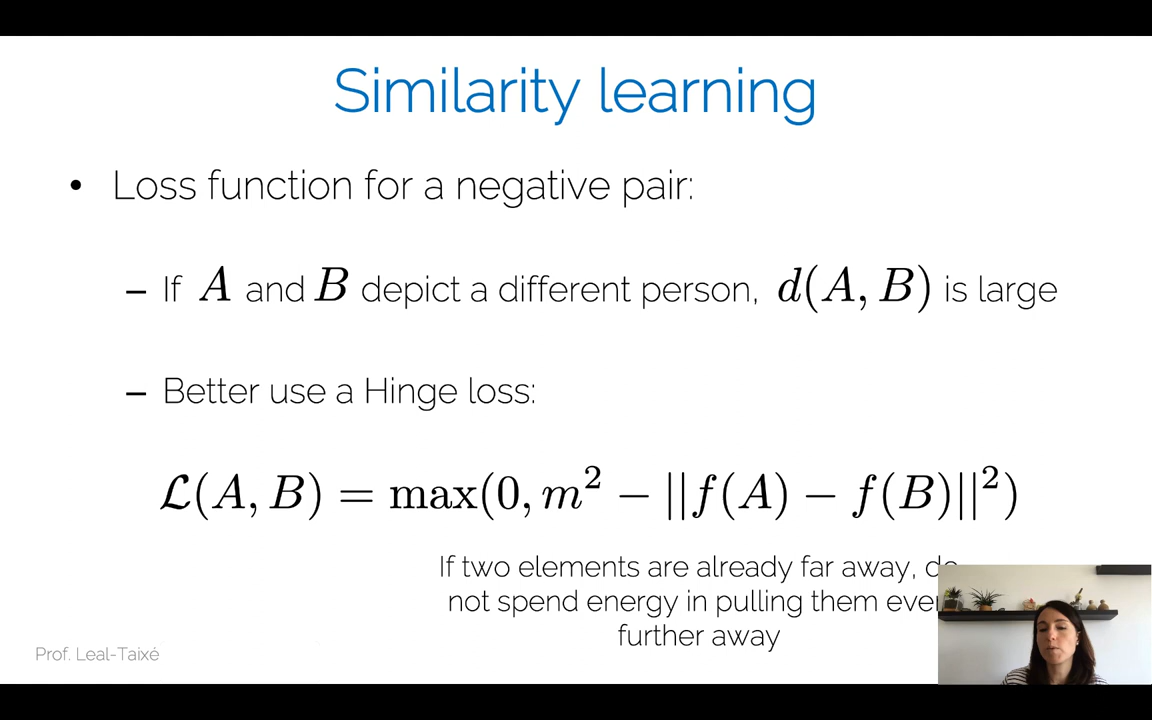 Similarity learning
• Loss function for a negative pair:
– If A and B depict a different person, d(A, B) is large
– Better use a Hinge loss:
ℒ(A, B) = max(0, m² − ||f(A) − f(B)||²)
If two elements are already far away, do
not spend energy in pulling them even
further away
Prof. Leal-Taixé